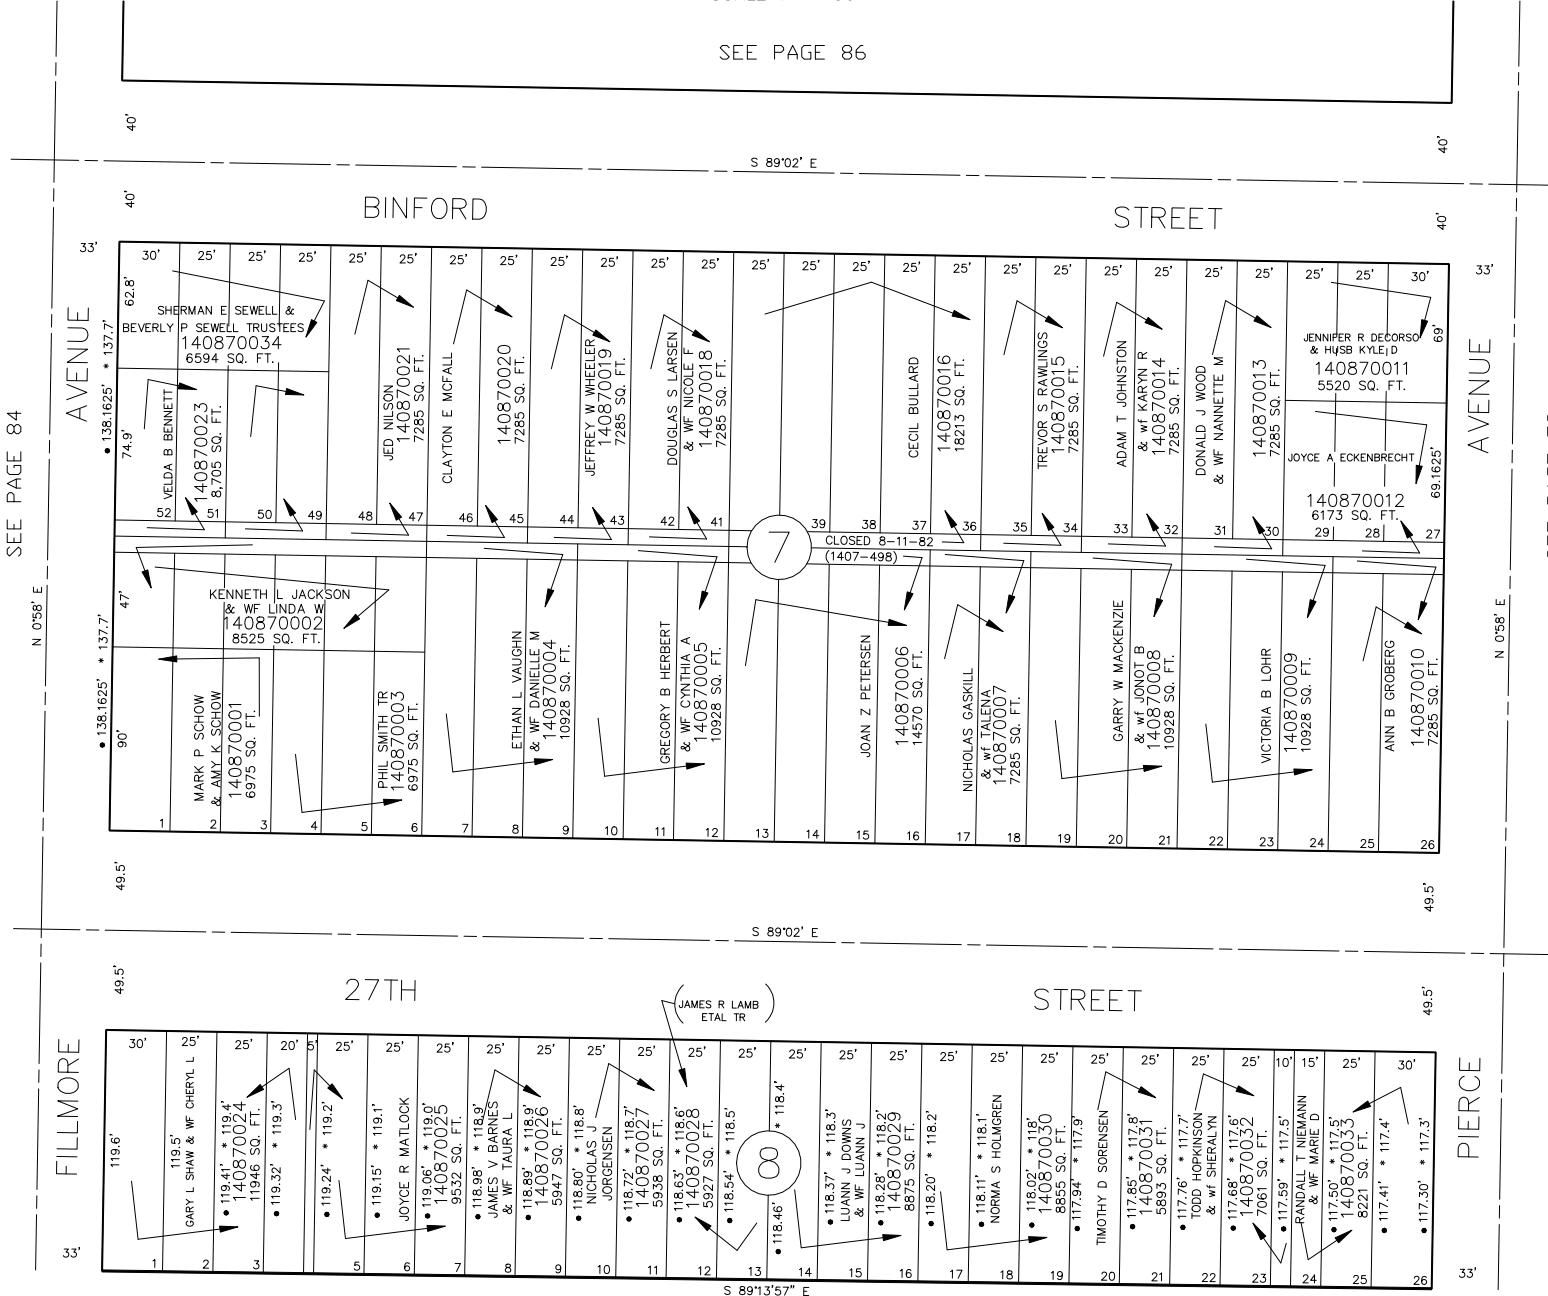 SEE PAGE 86
40'
40'
S 89°02' E
40'
40'
BINFORD STREET
33'
33'
30' 25' 25' 25' 25' 25' 25' 25' 25' 25' 25' 25' 25' 25' 25' 25' 25' 25' 25' 25' 25' 25' 25' 25' 25' 30'
AVENUE
AVENUE
SEE PAGE 84
N 0°58' E
N 0°58' E
• 138.1625' * 137.7'
62.8'
74.9'
SHERMAN E SEWELL &
BEVERLY P SEWELL TRUSTEES
140870034
6594 SQ. FT.
VELDA B BENNETT
140870023
8,705 SQ. FT.
JED NILSON
140870021
7285 SQ. FT.
CLAYTON E MCFALL
140870020
7285 SQ. FT.
JEFFREY W WHEELER
140870019
7285 SQ. FT.
DOUGLAS S LARSEN
& WF NICOLE F
140870018
7285 SQ. FT.
CECIL BULLARD
140870016
18213 SQ. FT.
TREVOR S RAWLINGS
140870015
7285 SQ. FT.
ADAM T JOHNSTON
& wf KARYN R
140870014
7285 SQ. FT.
DONALD J WOOD
& WF NANNETTE M
140870013
7285 SQ. FT.
JENNIFER R DECORSO
& HUSB KYLE D
140870011
5520 SQ. FT.
69'
JOYCE A ECKENBRECHT
140870012
6173 SQ. FT.
69.1625'
52 51 50 49 48 47 46 45 44 43 42 41 39 38 37 36 35 34 33 32 31 30 29 28 27
7
CLOSED 8-11-82
(1407-498)
• 138.1625' * 137.7'
47'
90'
KENNETH L JACKSON
& WF LINDA W
140870002
8525 SQ. FT.
MARK P SCHOW
& AMY K SCHOW
140870001
6975 SQ. FT.
PHIL SMITH TR
140870003
6975 SQ. FT.
ETHAN L VAUGHN
& WF DANIELLE M
140870004
10928 SQ. FT.
GREGORY B HERBERT
& WF CYNTHIA A
140870005
10928 SQ. FT.
JOAN Z PETERSEN
140870006
14570 SQ. FT.
NICHOLAS GASKILL
& wf TALENA
140870007
7285 SQ. FT.
GARRY W MACKENZIE
& wf JONOT B
140870008
10928 SQ. FT.
VICTORIA B LOHR
140870009
10928 SQ. FT.
ANN B GROBERG
140870010
7285 SQ. FT.
1 2 3 4 5 6 7 8 9 10 11 12 13 14 15 16 17 18 19 20 21 22 23 24 25 26
49.5'
49.5'
S 89°02' E
49.5'
49.5'
27TH STREET
(JAMES R LAMB
ETAL TR)
FILLMORE
PIERCE
30' 25' 25' 20' 5' 25' 25' 25' 25' 25' 25' 25' 25' 25' 25' 25' 25' 25' 25' 25' 25' 25' 25' 10' 15' 25' 30'
119.6'
119.5'
GARY L SHAW & WF CHERYL L
• 119.41' * 119.4'
140870024
11946 SQ. FT.
• 119.32' * 119.3'
• 119.24' * 119.2'
• 119.15' * 119.1'
JOYCE R MATLOCK
• 119.06' * 119.0'
140870025
9532 SQ. FT.
• 118.98' * 118.9'
JAMES V BARNES
& WF TAURA L
• 118.89' * 118.9'
140870026
5947 SQ. FT.
• 118.80' * 118.8'
NICHOLAS J
JORGENSEN
• 118.72' * 118.7'
140870027
5938 SQ. FT.
• 118.63' * 118.6'
140870028
5927 SQ. FT.
• 118.54' * 118.5'
8
• 118.46' * 118.4'
• 118.37' * 118.3'
LUANN J DOWNS
& WF LUANN J
• 118.28' * 118.2'
140870029
8875 SQ. FT.
• 118.20' * 118.2'
• 118.11' * 118.1'
NORMA S HOLMGREN
• 118.02' * 118'
140870030
8855 SQ. FT.
• 117.94' * 117.9'
TIMOTHY D SORENSEN
• 117.85' * 117.8'
140870031
5893 SQ. FT.
• 117.76' * 117.7'
TODD HOPKINSON
& wf SHERALYN
• 117.68' * 117.6'
140870032
7061 SQ. FT.
• 117.59' * 117.5'
RANDALL T NIEMANN
& WF MARIE D
• 117.50' * 117.5'
140870033
8221 SQ. FT.
• 117.41' * 117.4'
• 117.30' * 117.3'
33'
33'
1 2 3 5 6 7 8 9 10 11 12 13 14 15 16 17 18 19 20 21 22 23 24 25 26
S 89°13'57" E